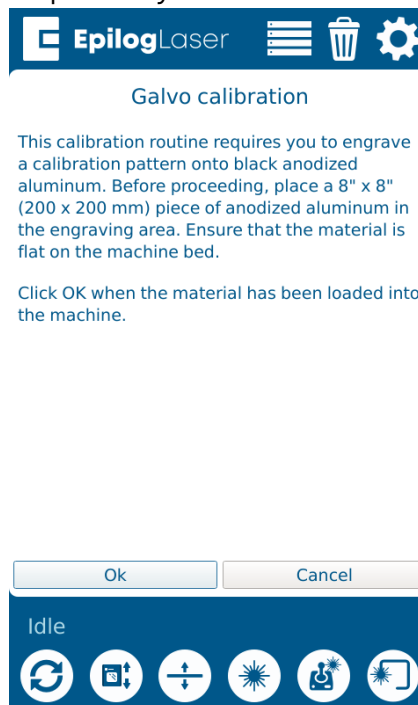 EpilogLaser
Galvo calibration
This calibration routine requires you to engrave
a calibration pattern onto black anodized
aluminum. Before proceeding, place a 8" x 8"
(200 x 200 mm) piece of anodized aluminum in
the engraving area. Ensure that the material is
flat on the machine bed.
Click OK when the material has been loaded into
the machine.
Ok
Cancel
Idle